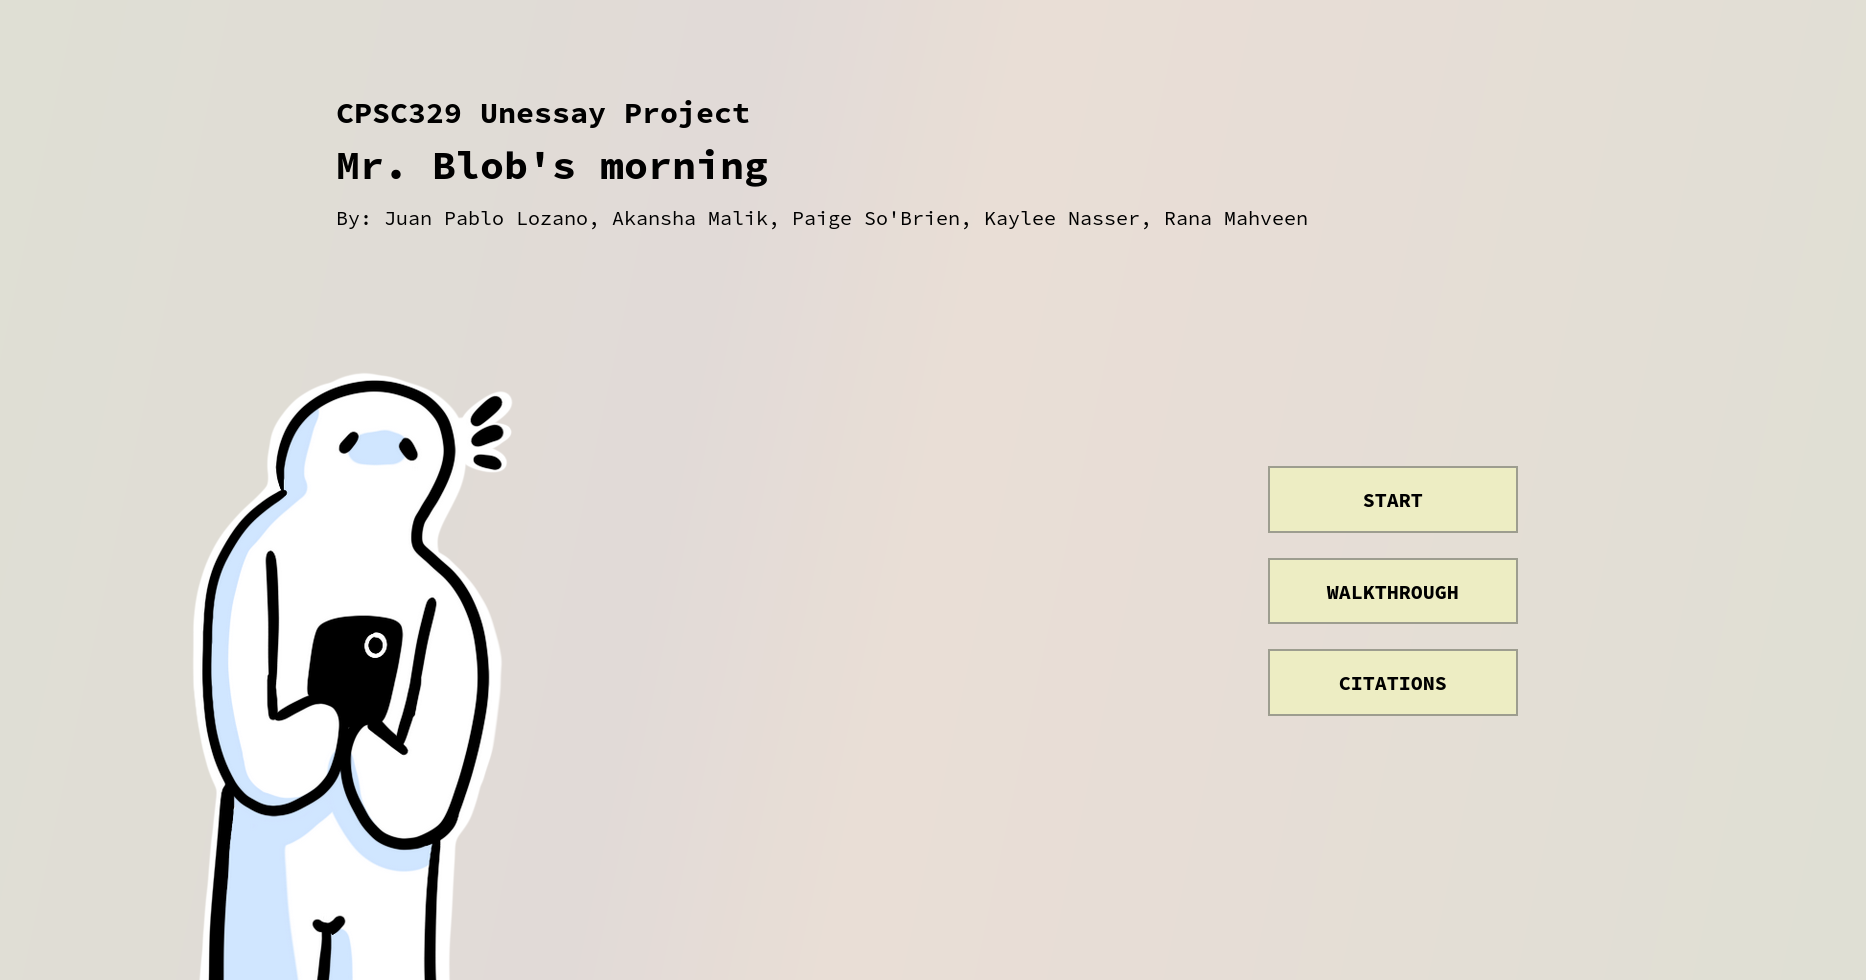 CPSC329 Unessay Project
Mr. Blob's morning
By: Juan Pablo Lozano, Akansha Malik, Paige So'Brien, Kaylee Nasser, Rana Mahveen
START
WALKTHROUGH
CITATIONS